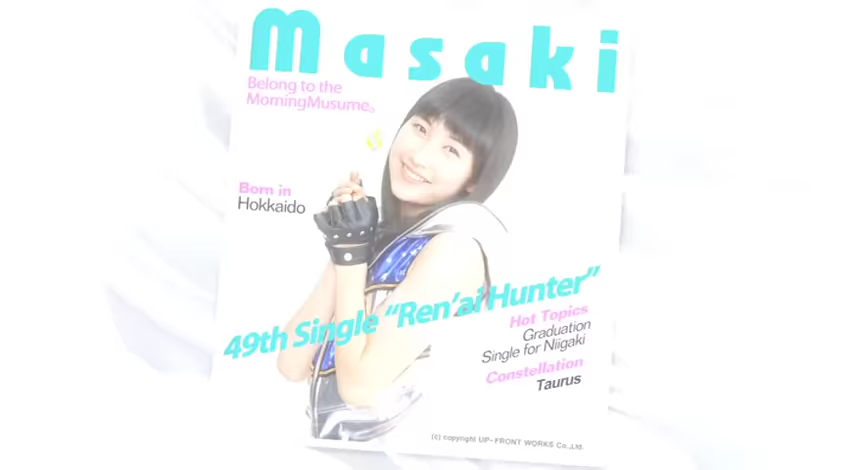 Masaki
Belong to the
MorningMusume。
Born in
Hokkaido
49th Single “Ren'ai Hunter”
Hot Topics
Graduation
Single for Niigaki
Constellation
Taurus
(c) copyright UP-FRONT WORKS Co.,Ltd.